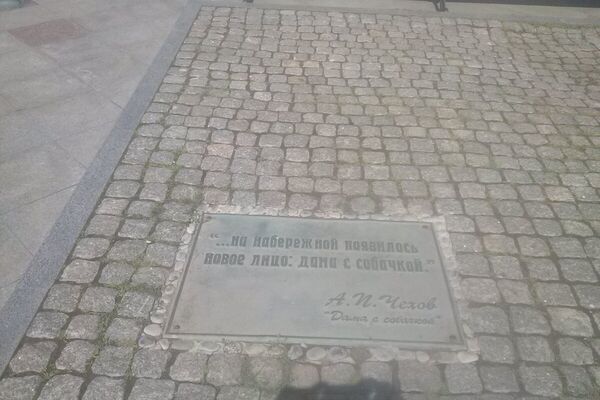 "...на набережной появилось
новое лицо: дама с собачкой."
А.П. Чехов
"Дама с собачкой"